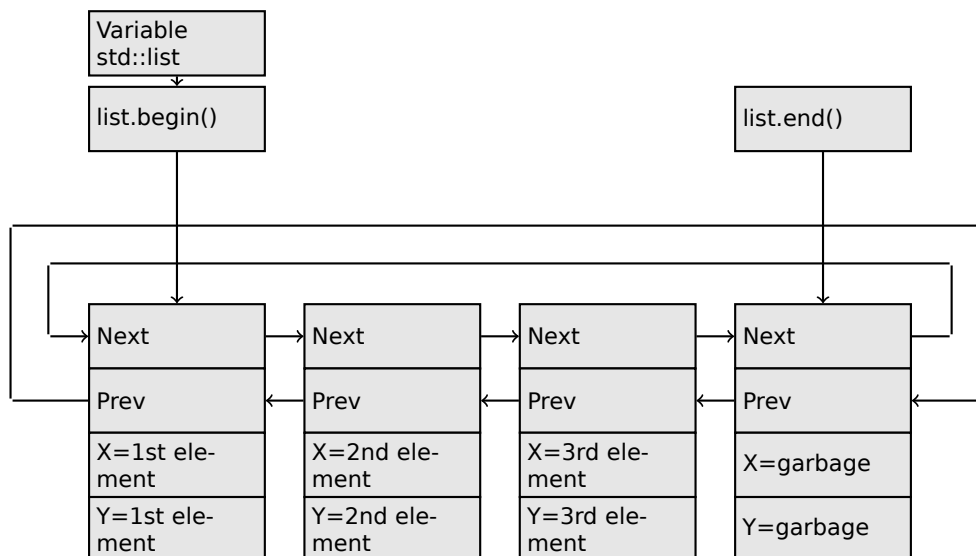 Variable
std::list
list.begin()
list.end()
Next
Next
Next
Next
Prev
Prev
Prev
Prev
X=1st ele-
ment
X=2nd ele-
ment
X=3rd ele-
ment
X=garbage
Y=1st ele-
ment
Y=2nd ele-
ment
Y=3rd ele-
ment
Y=garbage